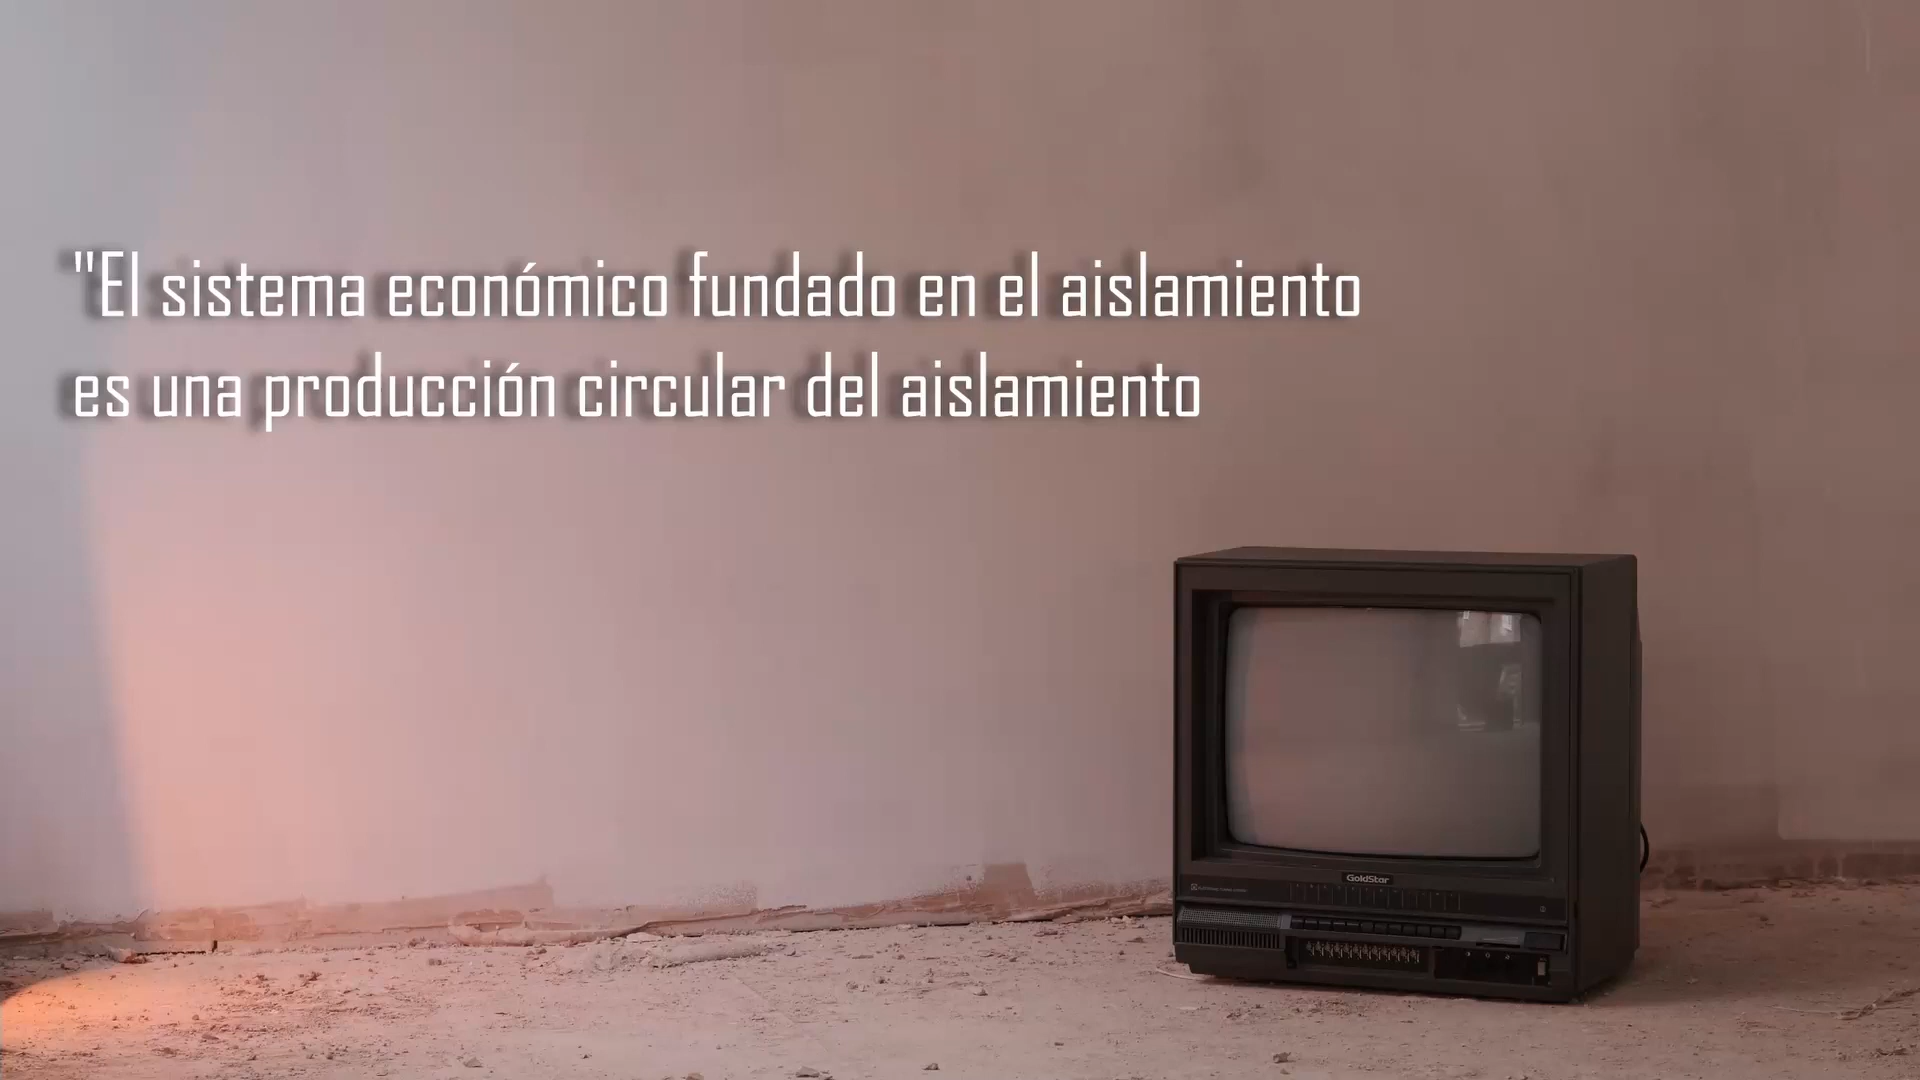 "El sistema económico fundado en el aislamiento
es una producción circular del aislamiento
GoldStar